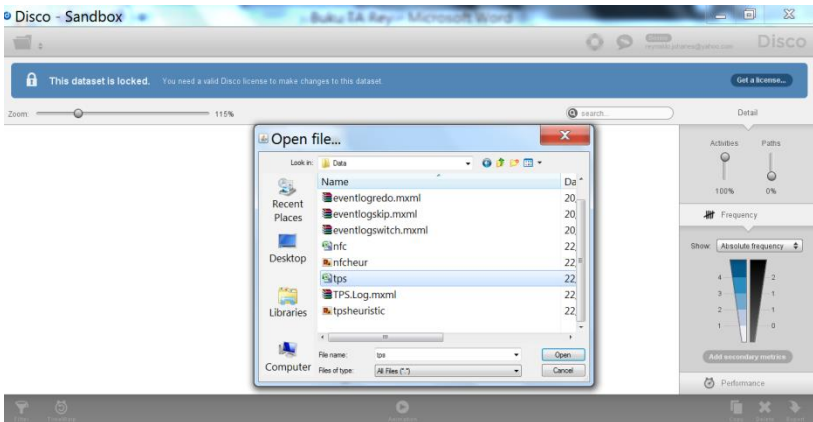 Disco - Sandbox
Buku TA Rey - Microsoft Word
Disco
This dataset is locked. You need a valid Disco license to make changes to this dataset
Get a license...
Zoom: 115%
search...
Detail
Open file...
Look in: Data
Name Da
Recent Places
eventlogredo.mxml 20,
eventlogskip.mxml 20,
eventlogswitch.mxml 20,
Desktop
nfc 22,
nfcheur 22,
tps 22,
Libraries
TPS.Log.mxml 22,
tpsheuristic 22,
Computer
File name: tps Open
Files of type: All Files (*.*) Cancel
Activities Paths
100% 0%
Frequency
Show: Absolute frequency
4 2
3 1
2 1
1 0
Add secondary metrics
Performance